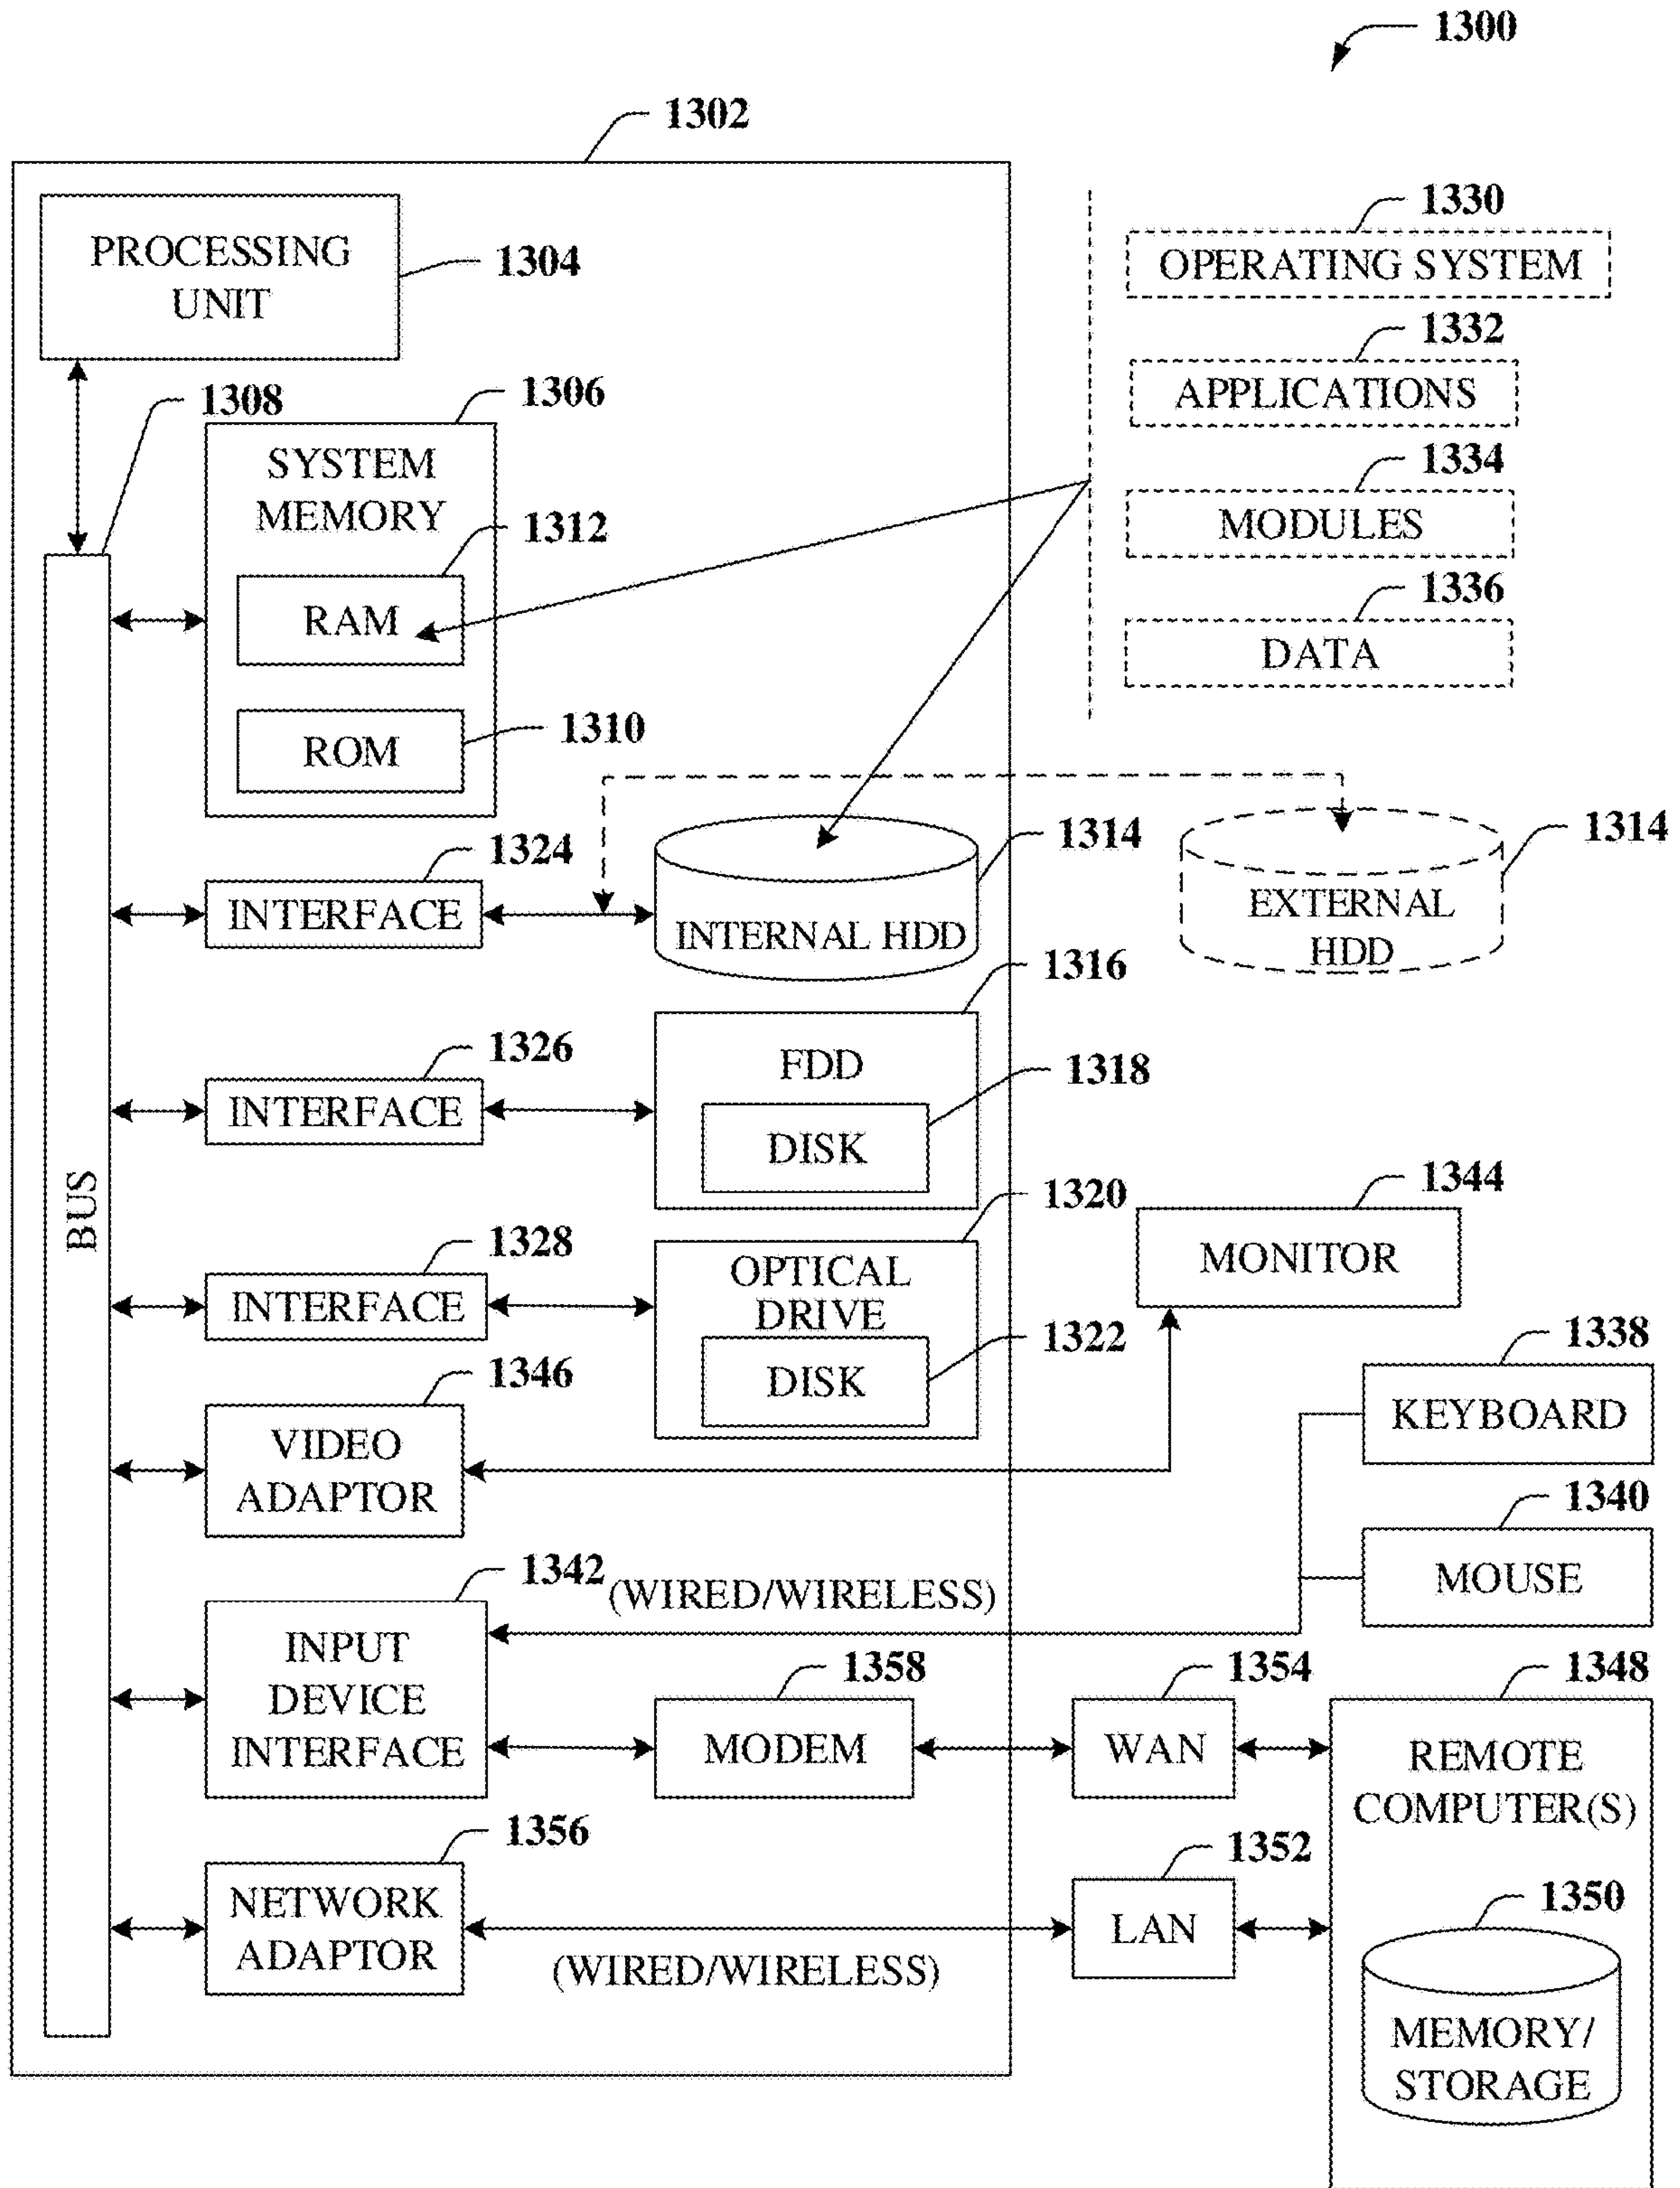 1300
1302
PROCESSING
UNIT
1304
1330
OPERATING SYSTEM
1332
APPLICATIONS
1334
MODULES
1336
DATA
1308
1306
SYSTEM
MEMORY
1312
RAM
1310
ROM
BUS
1324
INTERFACE
1314
INTERNAL HDD
1314
EXTERNAL
HDD
1326
INTERFACE
1316
FDD
1318
DISK
1328
INTERFACE
1320
OPTICAL
DRIVE
1322
DISK
1344
MONITOR
1346
VIDEO
ADAPTOR
1338
KEYBOARD
1340
MOUSE
1342
(WIRED/WIRELESS)
INPUT
DEVICE
INTERFACE
1358
MODEM
1354
WAN
1348
REMOTE
COMPUTER(S)
1356
NETWORK
ADAPTOR
(WIRED/WIRELESS)
1352
LAN
1350
MEMORY/
STORAGE